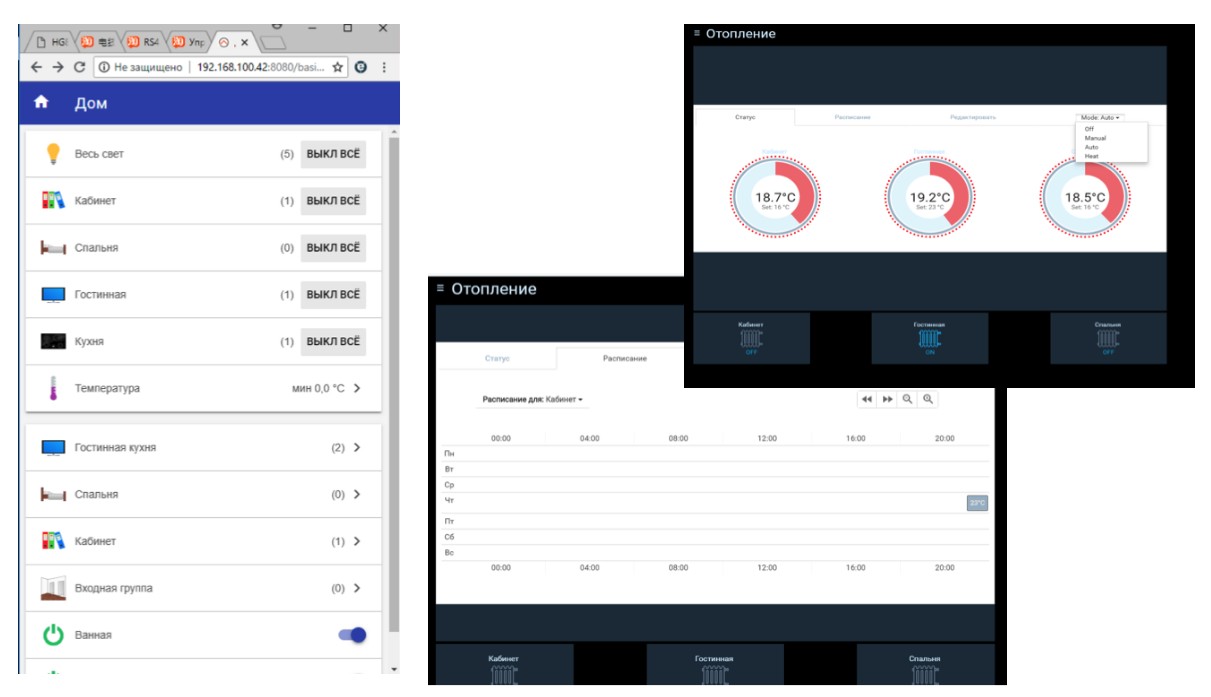 HGI
RS4
Упр
Не защищено | 192.168.100.42:8080/basi...
Дом
Весь свет (5) ВЫКЛ ВСЁ
Кабинет (1) ВЫКЛ ВСЁ
Спальня (0) ВЫКЛ ВСЁ
Гостинная (1) ВЫКЛ ВСЁ
Кухня (1) ВЫКЛ ВСЁ
Температура мин 0,0 °C
Гостинная кухня (2)
Спальня (0)
Кабинет (1)
Входная группа (0)
Ванная
Отопление
Статус Расписание
Расписание для: Кабинет
00:00 04:00 08:00 12:00 16:00 20:00
Пн
Вт
Ср
Чт
Пт
Сб
Вс
00:00 04:00 08:00 12:00 16:00 20:00
Кабинет Гостинная Спальня
Отопление
Статус Расписание Редактировать Mode: Auto
Off
Manual
Auto
Heat
Кабинет Гостинная
18.7°C 19.2°C 18.5°C
Set: 16 °C Set: 23 °C Set: 16 °C
Кабинет Гостинная Спальня
OFF ON OFF